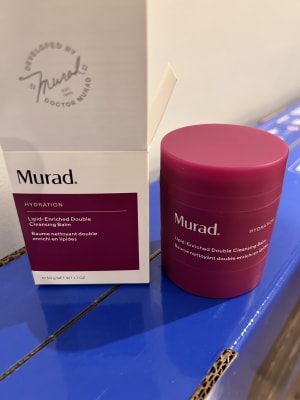 DEVELOPED BY
Murad
DOCTOR MURAD
Murad.
HYDRATION
Lipid-Enriched Double
Cleansing Balm
Baume nettoyant double
enrichi en lipides
Murad.
HYDRATION
Lipid-Enriched Double Cleansing Balm
Baume nettoyant double enrichi en lipides